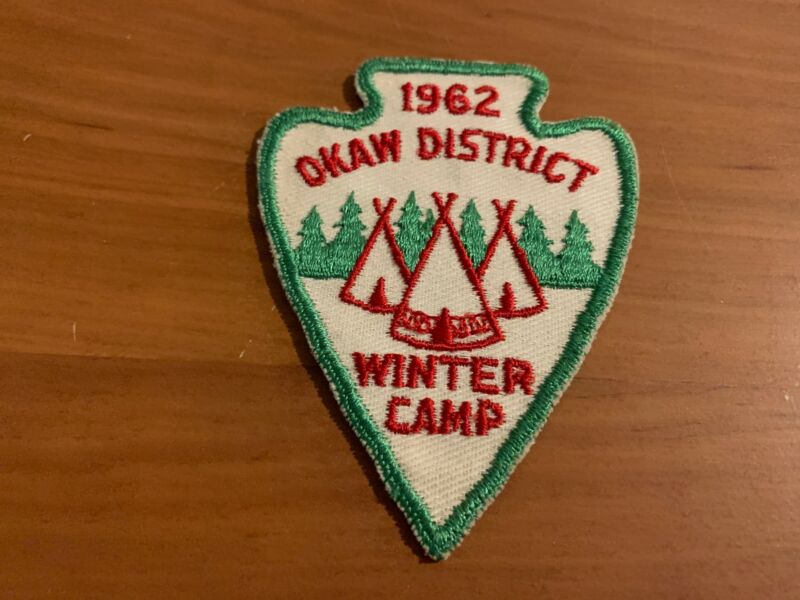 1962
OKAW DISTRICT
WINTER
CAMP